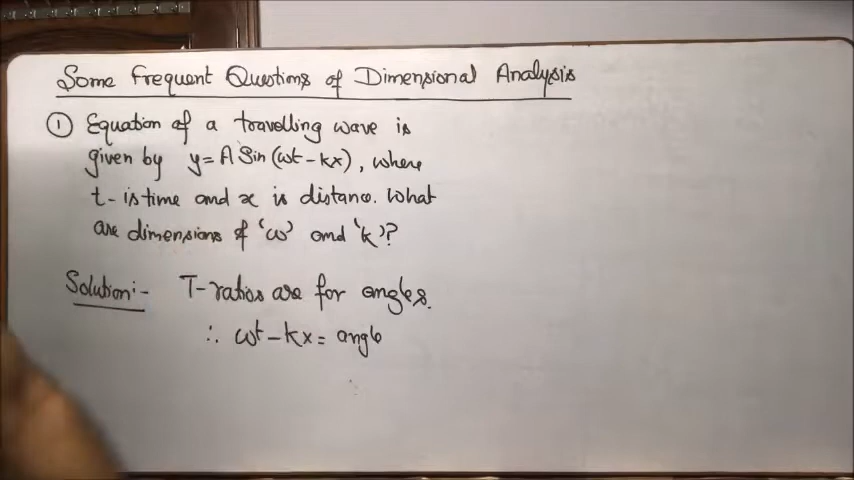 Some Frequent Questions of Dimensional Analysis
① Equation of a travelling wave is
given by y = A Sin (ωt - kx), where
t - is time and x is distance. What
are dimensions of 'ω' and 'k'?
Solution:- T-ratios are for angles.
∴ ωt - kx = angle